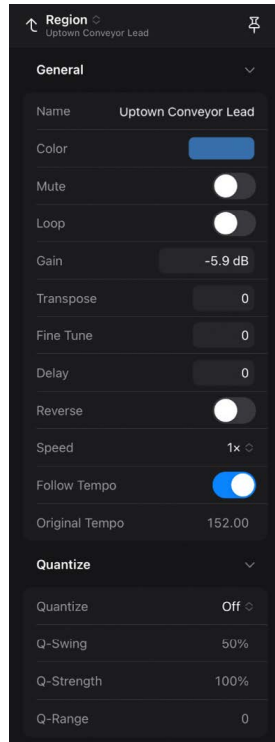 Region
Uptown Conveyor Lead
General
Name Uptown Conveyor Lead
Color
Mute
Loop
Gain -5.9 dB
Transpose 0
Fine Tune 0
Delay 0
Reverse
Speed 1×
Follow Tempo
Original Tempo 152.00
Quantize
Quantize Off
Q-Swing 50%
Q-Strength 100%
Q-Range 0